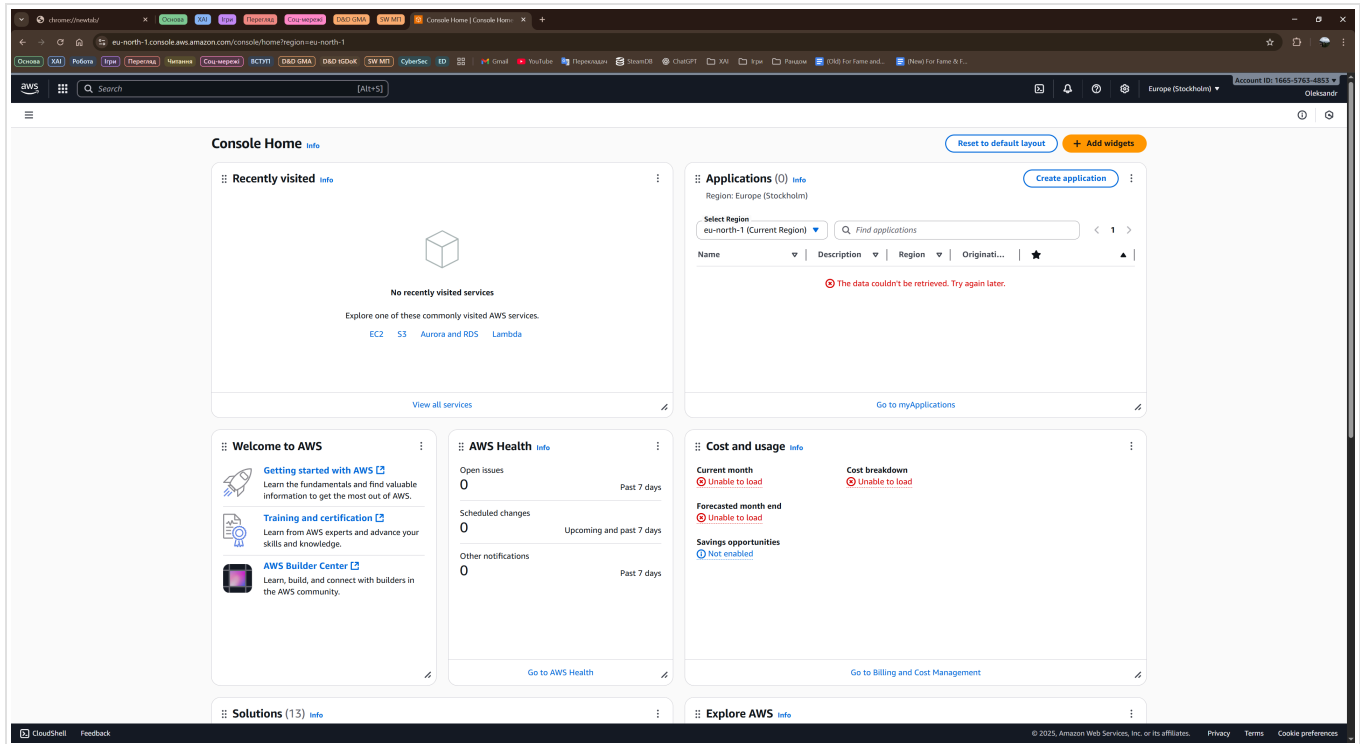 chrome://newtab/
Основа
ХАІ
Ігри
Перегляд
Соц-мережі
D&D GMA
SW МП
Console Home | Console Home
eu-north-1.console.aws.amazon.com/console/home?region=eu-north-1
Основа
ХАІ
Робота
Ігри
Перегляд
Читання
Соц-мережі
ВСТУП
D&D GMA
D&D tGDoK
SW МП
CyberSec
ED
Gmail
YouTube
Перекладач
SteamDB
ChatGPT
ХАІ
Ігри
Рандом
(Old) For Fame and...
(New) For Fame & F...
aws
Search
[Alt+S]
Europe (Stockholm)
Account ID: 1665-5763-4853
Oleksandr
Console Home Info
Reset to default layout
+ Add widgets
Recently visited Info
No recently visited services
Explore one of these commonly visited AWS services.
EC2 S3 Aurora and RDS Lambda
View all services
Applications (0) Info
Create application
Region: Europe (Stockholm)
Select Region
eu-north-1 (Current Region)
Find applications
1
Name Description Region Originati...
The data couldn't be retrieved. Try again later.
Go to myApplications
Welcome to AWS
Getting started with AWS
Learn the fundamentals and find valuable
information to get the most out of AWS.
Training and certification
Learn from AWS experts and advance your
skills and knowledge.
AWS Builder Center
Learn, build, and connect with builders in
the AWS community.
AWS Health Info
Open issues
0 Past 7 days
Scheduled changes
0 Upcoming and past 7 days
Other notifications
0 Past 7 days
Go to AWS Health
Cost and usage Info
Current month
Unable to load
Cost breakdown
Unable to load
Forecasted month end
Unable to load
Savings opportunities
Not enabled
Go to Billing and Cost Management
Solutions (13) Info
Explore AWS Info
CloudShell Feedback
© 2025, Amazon Web Services, Inc. or its affiliates. Privacy Terms Cookie preferences